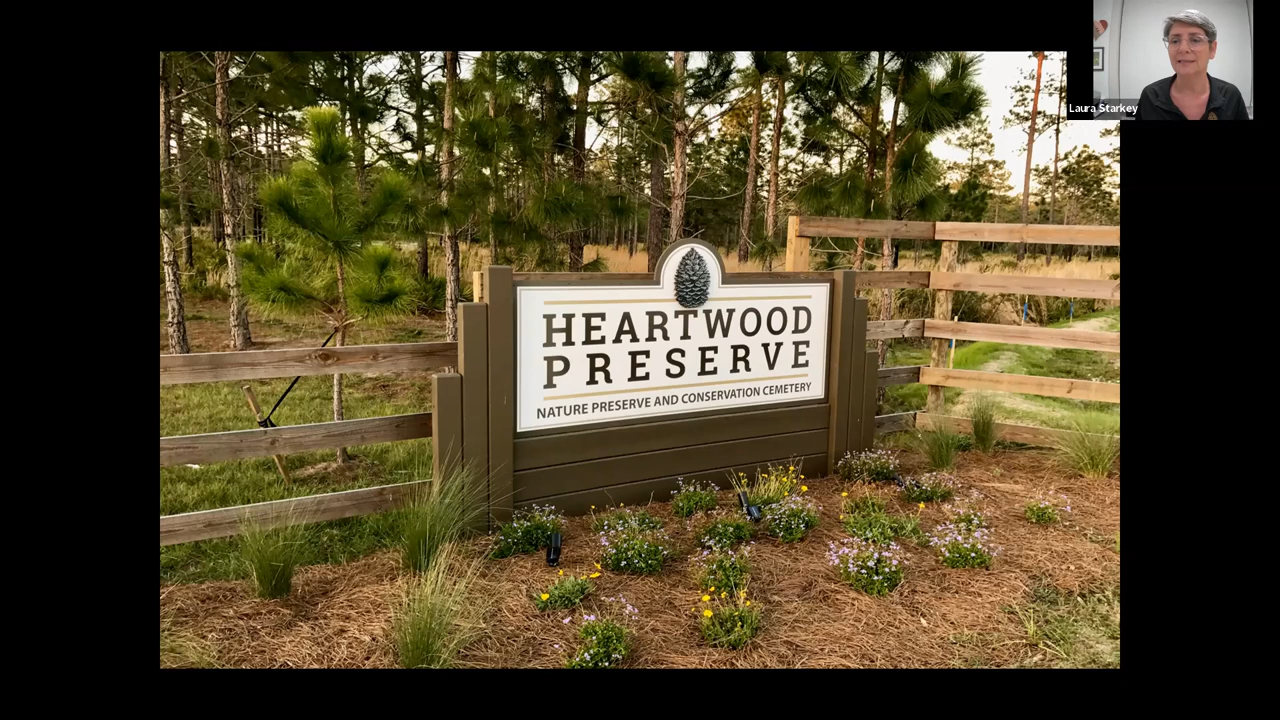 Laura Starkey
HEARTWOOD
PRESERVE
NATURE PRESERVE AND CONSERVATION CEMETERY